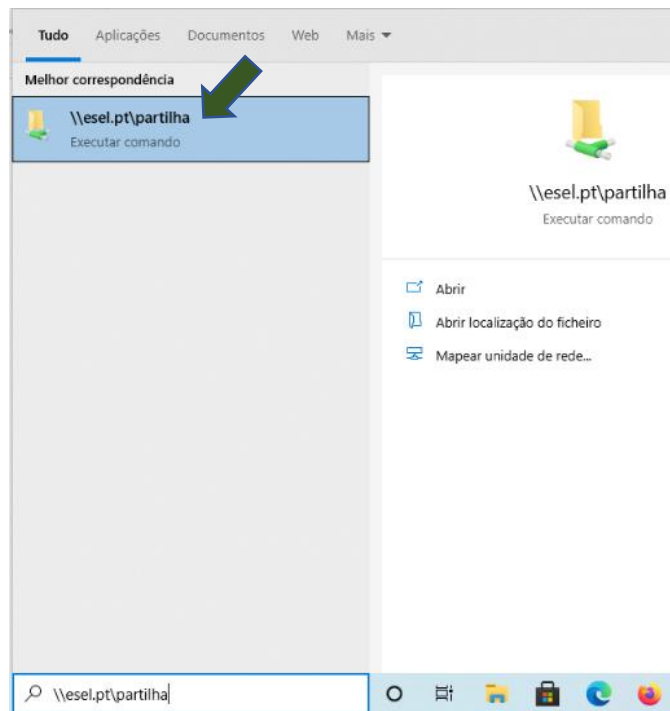 Tudo Aplicações Documentos Web Mais
Melhor correspondência
\\esel.pt\partilha
Executar comando
\\esel.pt\partilha
Executar comando
Abrir
Abrir localização do ficheiro
Mapear unidade de rede...
\\esel.pt\partilha